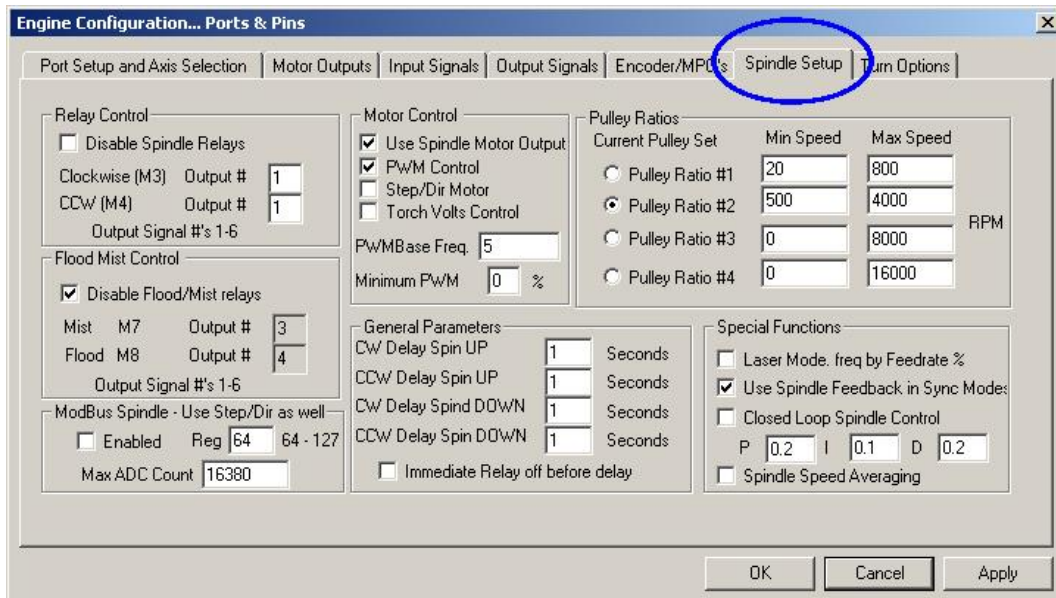 Engine Configuration... Ports & Pins
Port Setup and Axis Selection
Motor Outputs
Input Signals
Output Signals
Encoder/MPG's
Spindle Setup
Turn Options
Relay Control
Disable Spindle Relays
Clockwise (M3) Output # 1
CCW (M4) Output # 1
Output Signal #'s 1-6
Flood Mist Control
Disable Flood/Mist relays
Mist M7 Output # 3
Flood M8 Output # 4
Output Signal #'s 1-6
ModBus Spindle - Use Step/Dir as well
Enabled Reg 64 64 - 127
Max ADC Count 16380
Motor Control
Use Spindle Motor Output
PWM Control
Step/Dir Motor
Torch Volts Control
PWMBase Freq. 5
Minimum PWM 0 %
General Parameters
CW Delay Spin UP 1 Seconds
CCW Delay Spin UP 1 Seconds
CW Delay Spind DOWN 1 Seconds
CCW Delay Spin DOWN 1 Seconds
Immediate Relay off before delay
Pulley Ratios
Current Pulley Set Min Speed Max Speed
Pulley Ratio #1 20 800
Pulley Ratio #2 500 4000
RPM
Pulley Ratio #3 0 8000
Pulley Ratio #4 0 16000
Special Functions
Laser Mode. freq by Feedrate %
Use Spindle Feedback in Sync Modes
Closed Loop Spindle Control
P 0.2 I 0.1 D 0.2
Spindle Speed Averaging
OK
Cancel
Apply